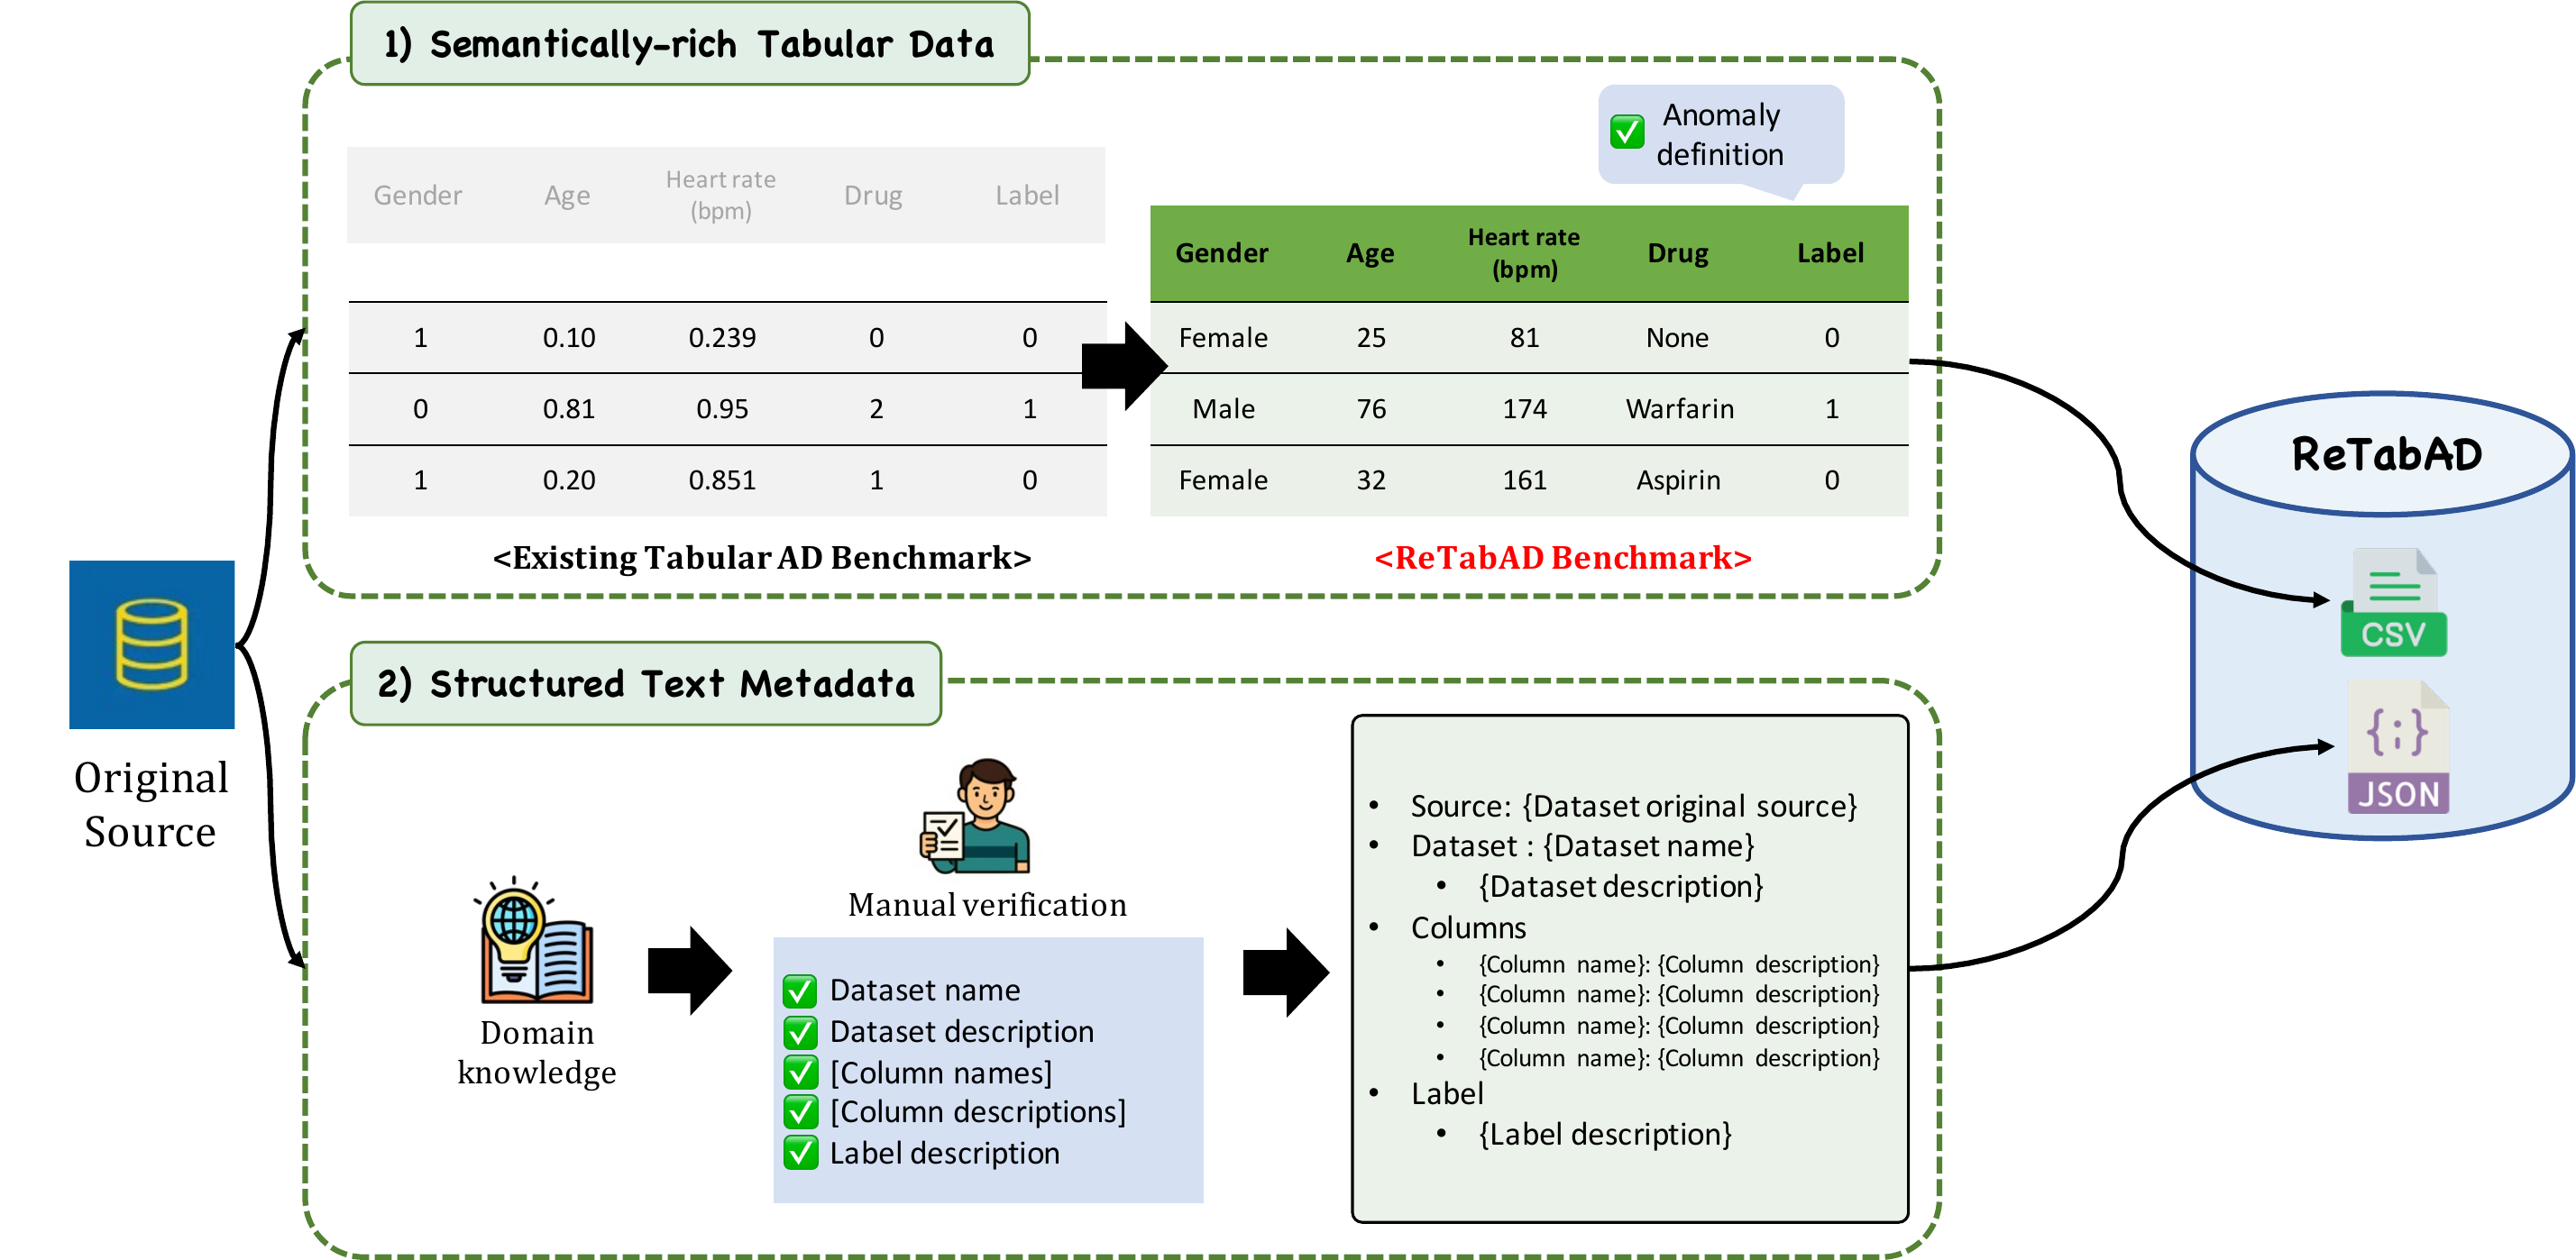 1) Semantically-rich Tabular Data
Anomaly
definition
Gender Age Heart rate (bpm) Drug Label
1 0.10 0.239 0 0
0 0.81 0.95 2 1
1 0.20 0.851 1 0
<Existing Tabular AD Benchmark>
Gender Age Heart rate (bpm) Drug Label
Female 25 81 None 0
Male 76 174 Warfarin 1
Female 32 161 Aspirin 0
<ReTabAD Benchmark>
Original
Source
2) Structured Text Metadata
Domain
knowledge
Manual verification
Dataset name
Dataset description
[Column names]
[Column descriptions]
Label description
• Source: {Dataset original source}
• Dataset : {Dataset name}
• {Dataset description}
• Columns
• {Column name}: {Column description}
• {Column name}: {Column description}
• {Column name}: {Column description}
• {Column name}: {Column description}
• Label
• {Label description}
ReTabAD
CSV
{;}
JSON